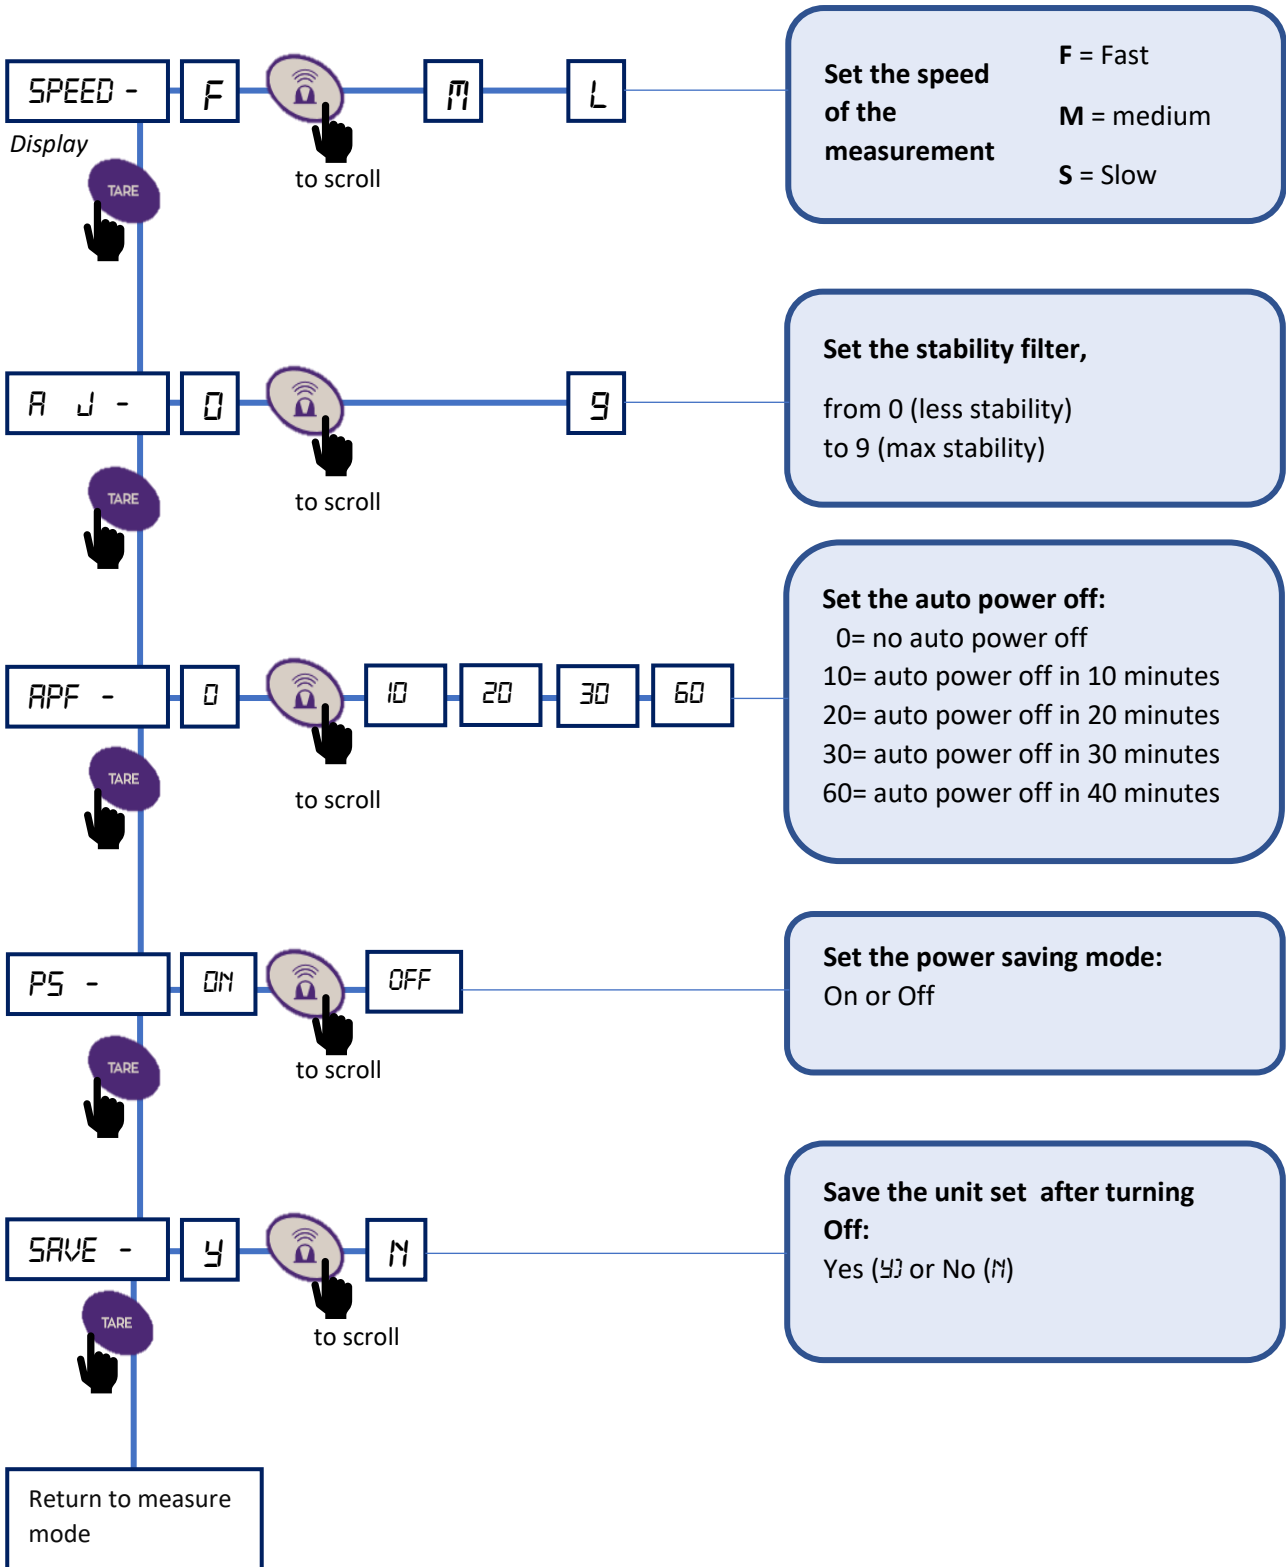 SPEED - F M L
Display
TARE
to scroll
Set the speed
of the
measurement
F = Fast
M = medium
S = Slow
A J - 0 9
TARE
to scroll
Set the stability filter,
from 0 (less stability)
to 9 (max stability)
APF - 0 10 20 30 60
TARE
to scroll
Set the auto power off:
0= no auto power off
10= auto power off in 10 minutes
20= auto power off in 20 minutes
30= auto power off in 30 minutes
60= auto power off in 40 minutes
PS - ON OFF
TARE
to scroll
Set the power saving mode:
On or Off
SAVE - Y N
TARE
to scroll
Save the unit set after turning
Off:
Yes (Y) or No (N)
Return to measure
mode